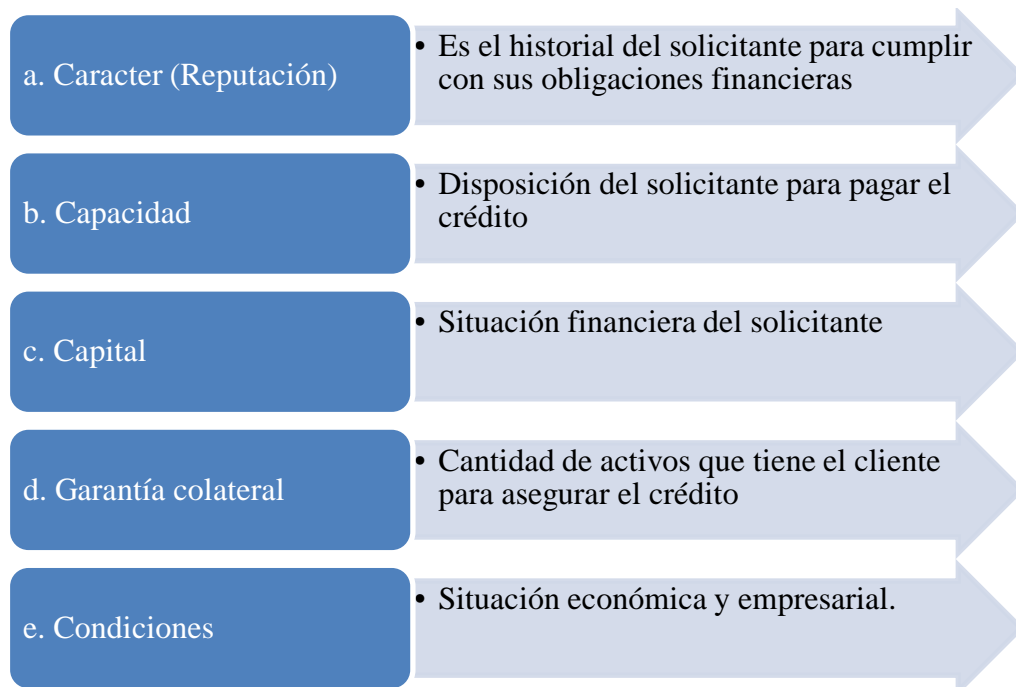 a. Caracter (Reputación)
• Es el historial del solicitante para cumplir
con sus obligaciones financieras
b. Capacidad
• Disposición del solicitante para pagar el
crédito
c. Capital
• Situación financiera del solicitante
d. Garantía colateral
• Cantidad de activos que tiene el cliente
para asegurar el crédito
e. Condiciones
• Situación económica y empresarial.